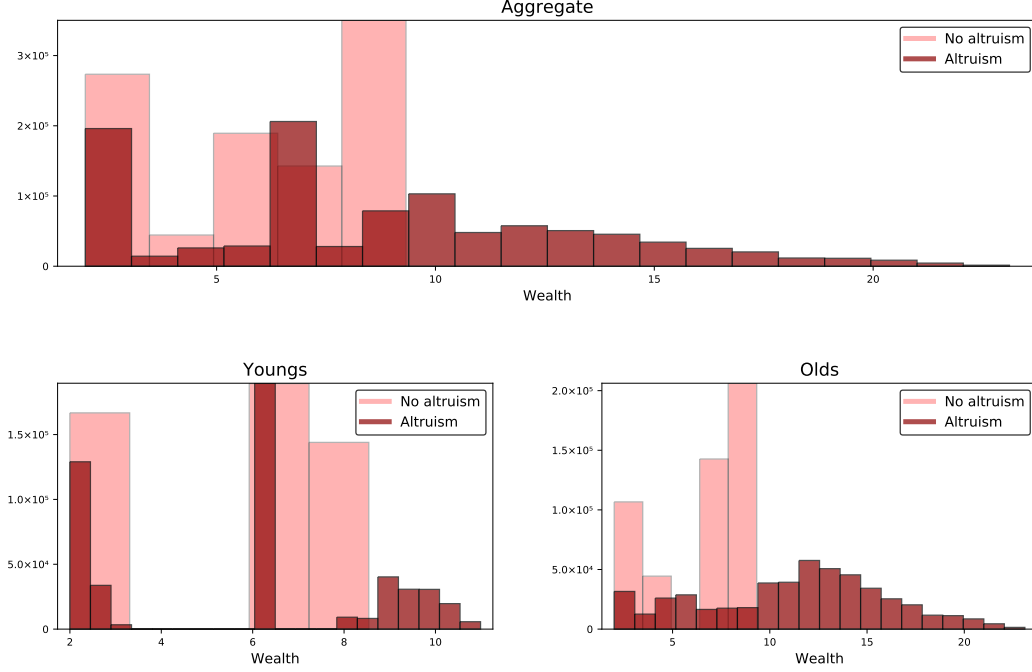 Aggregate
3×10⁵
2×10⁵
1×10⁵
0
No altruism
Altruism
5
10
15
20
Wealth
Youngs
1.5×10⁵
1.0×10⁵
5.0×10⁴
0
No altruism
Altruism
2
4
6
8
10
Wealth
Olds
2.0×10⁵
1.5×10⁵
1.0×10⁵
5.0×10⁴
0
No altruism
Altruism
5
10
15
20
Wealth